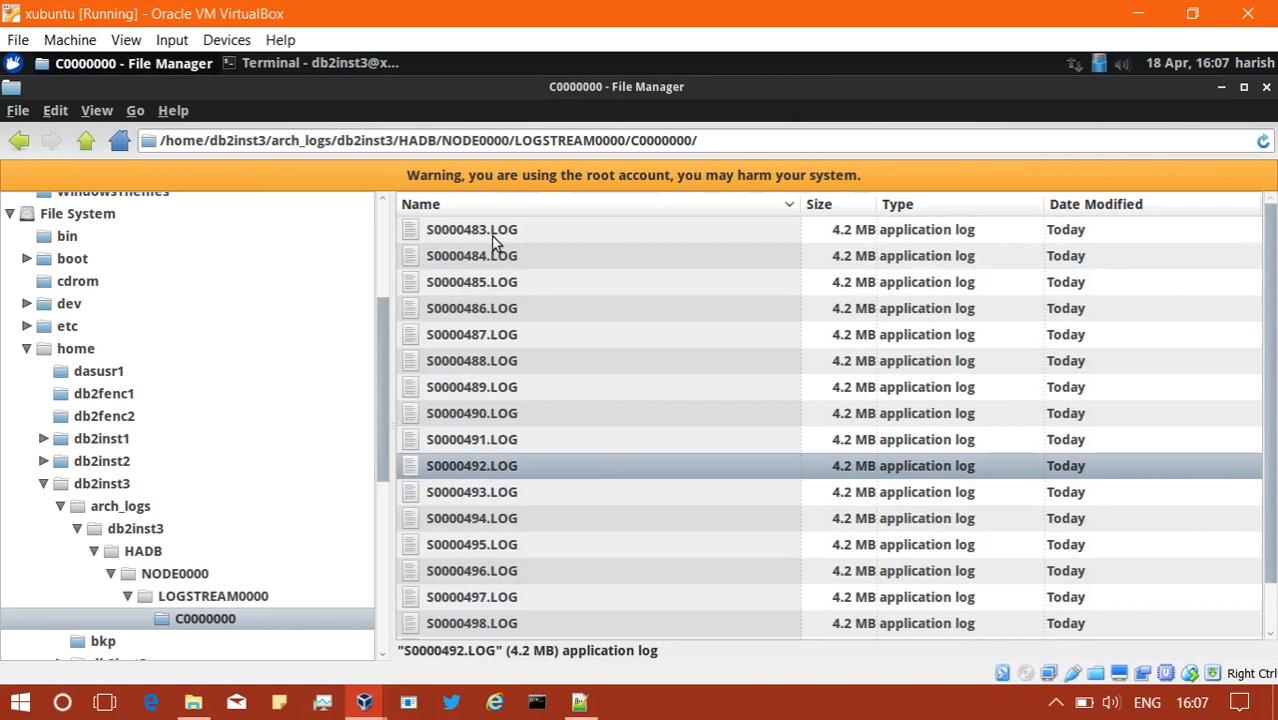 xubuntu [Running] - Oracle VM VirtualBox
File Machine View Input Devices Help
C0000000 - File Manager Terminal - db2inst3@x... 18 Apr, 16:07 harish
C0000000 - File Manager
File Edit View Go Help
/home/db2inst3/arch_logs/db2inst3/HADB/NODE0000/LOGSTREAM0000/C0000000/
Warning, you are using the root account, you may harm your system.
WindowsThemes
File System
bin
boot
cdrom
dev
etc
home
dasusr1
db2fenc1
db2fenc2
db2inst1
db2inst2
db2inst3
arch_logs
db2inst3
HADB
NODE0000
LOGSTREAM0000
C0000000
bkp
Name Size Type Date Modified
S0000483.LOG 4.2 MB application log Today
S0000484.LOG 4.2 MB application log Today
S0000485.LOG 4.2 MB application log Today
S0000486.LOG 4.2 MB application log Today
S0000487.LOG 4.2 MB application log Today
S0000488.LOG 4.2 MB application log Today
S0000489.LOG 4.2 MB application log Today
S0000490.LOG 4.2 MB application log Today
S0000491.LOG 4.2 MB application log Today
S0000492.LOG 4.2 MB application log Today
S0000493.LOG 4.2 MB application log Today
S0000494.LOG 4.2 MB application log Today
S0000495.LOG 4.2 MB application log Today
S0000496.LOG 4.2 MB application log Today
S0000497.LOG 4.2 MB application log Today
S0000498.LOG 4.2 MB application log Today
"S0000492.LOG" (4.2 MB) application log
Right Ctrl
ENG 16:07